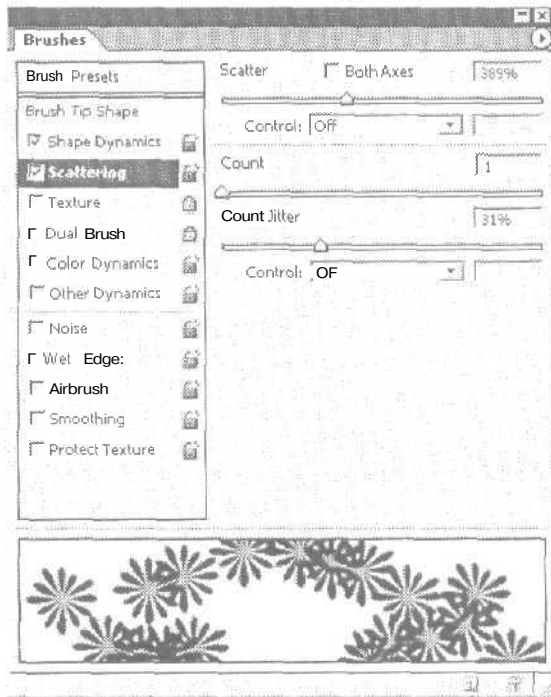 Brushes
Brush Presets
Brush Tip Shape
Shape Dynamics
Scattering
Texture
Dual Brush
Color Dynamics
Other Dynamics
Noise
Wet Edge:
Airbrush
Smoothing
Protect Texture
Scatter Both Axes 389%
Control: Off
Count 1
Count Jitter 31%
Control: OF